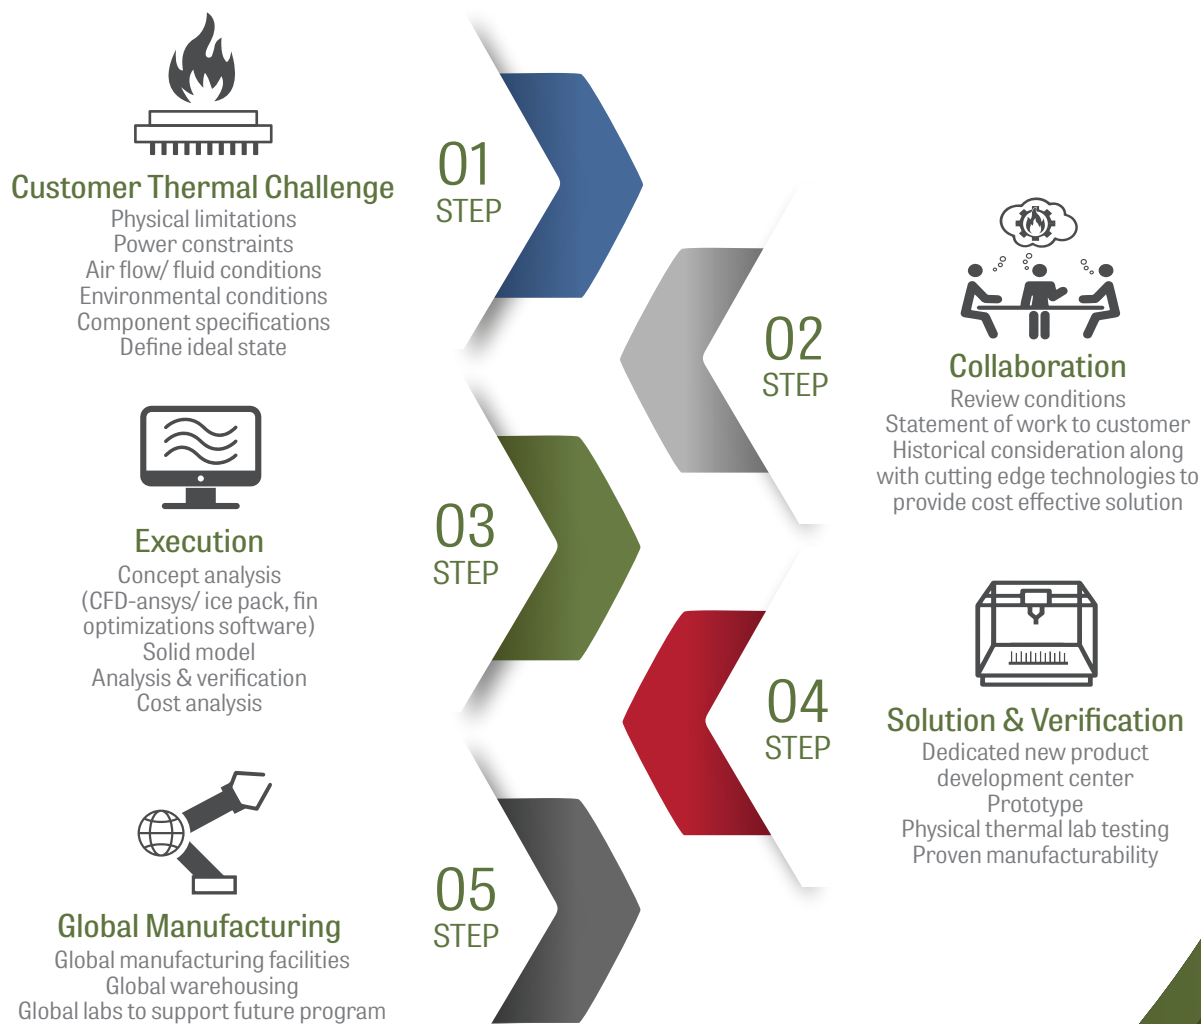 01
STEP
Customer Thermal Challenge
Physical limitations
Power constraints
Air flow/ fluid conditions
Environmental conditions
Component specifications
Define ideal state
02
STEP
Collaboration
Review conditions
Statement of work to customer
Historical consideration along
with cutting edge technologies to
provide cost effective solution
03
STEP
Execution
Concept analysis
(CFD-ansys/ ice pack, fin
optimizations software)
Solid model
Analysis & verification
Cost analysis
04
STEP
Solution & Verification
Dedicated new product
development center
Prototype
Physical thermal lab testing
Proven manufacturability
05
STEP
Global Manufacturing
Global manufacturing facilities
Global warehousing
Global labs to support future program